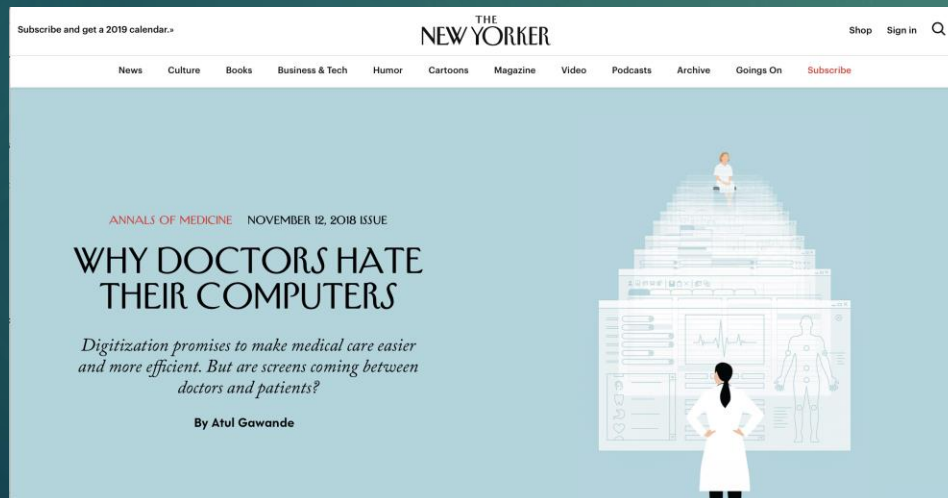 Subscribe and get a 2019 calendar.»
THE
NEW YORKER
Shop Sign in
News Culture Books Business & Tech Humor Cartoons Magazine Video Podcasts Archive Goings On Subscribe
ANNALS OF MEDICINE NOVEMBER 12, 2018 ISSUE
WHY DOCTORS HATE
THEIR COMPUTERS
Digitization promises to make medical care easier
and more efficient. But are screens coming between
doctors and patients?
By Atul Gawande